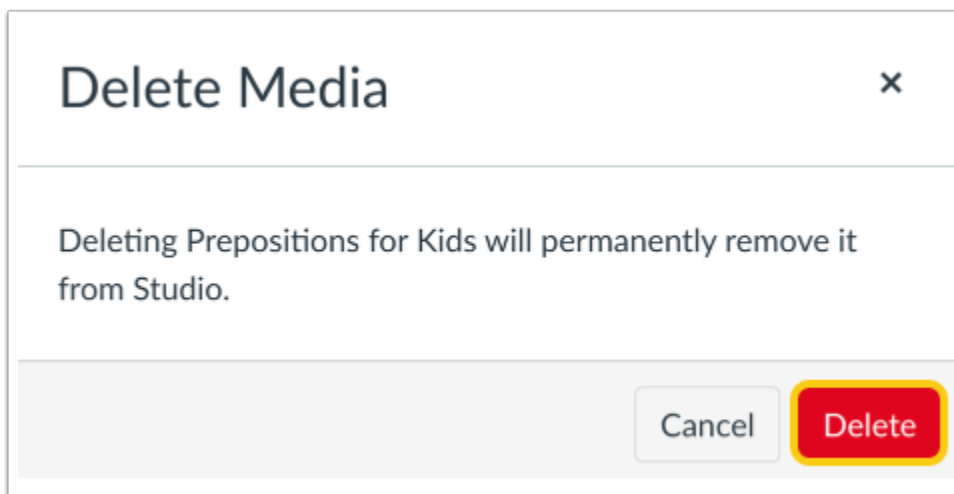 Delete Media
×
Deleting Prepositions for Kids will permanently remove it
from Studio.
Cancel
Delete